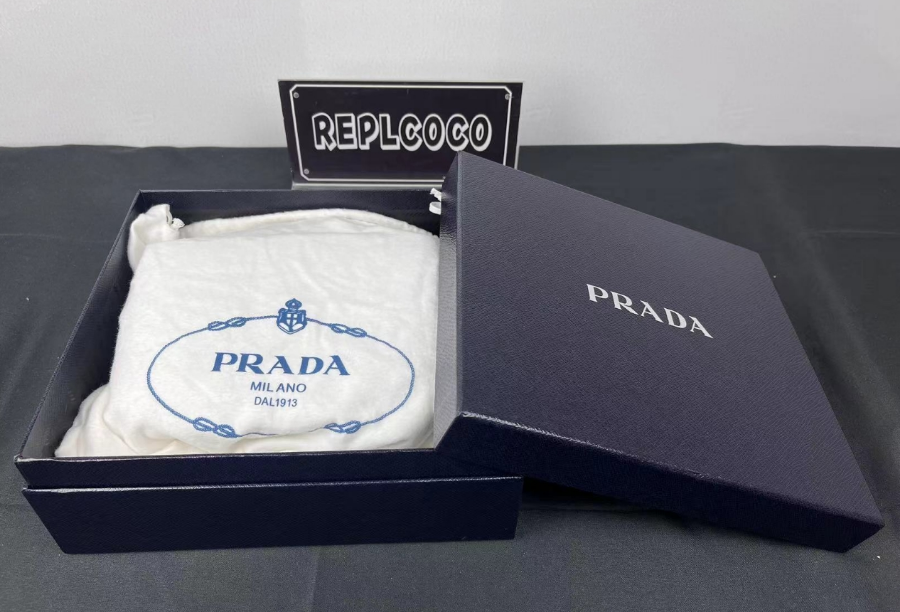 REPLCOCO
PRADA
PRADA
MILANO
DAL1913